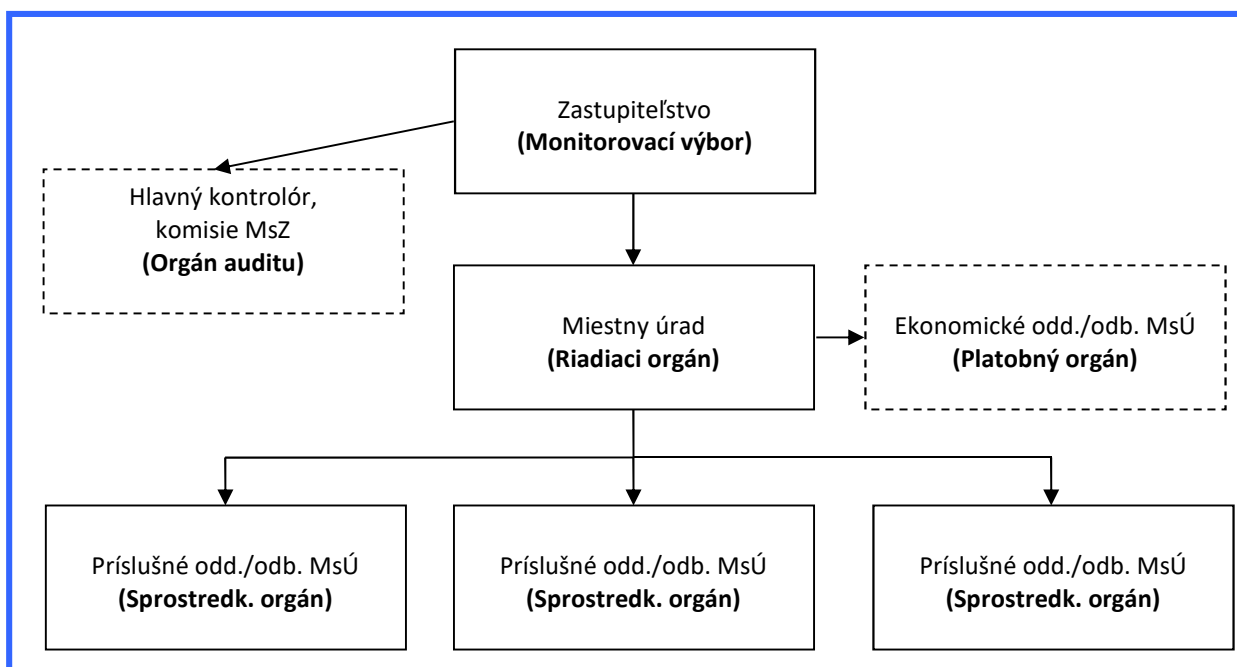 Zastupiteľstvo
(Monitorovací výbor)
Hlavný kontrolór,
komisie MsZ
(Orgán auditu)
Miestny úrad
(Riadiaci orgán)
Ekonomické odd./odb. MsÚ
(Platobný orgán)
Príslušné odd./odb. MsÚ
(Sprostredk. orgán)
Príslušné odd./odb. MsÚ
(Sprostredk. orgán)
Príslušné odd./odb. MsÚ
(Sprostredk. orgán)